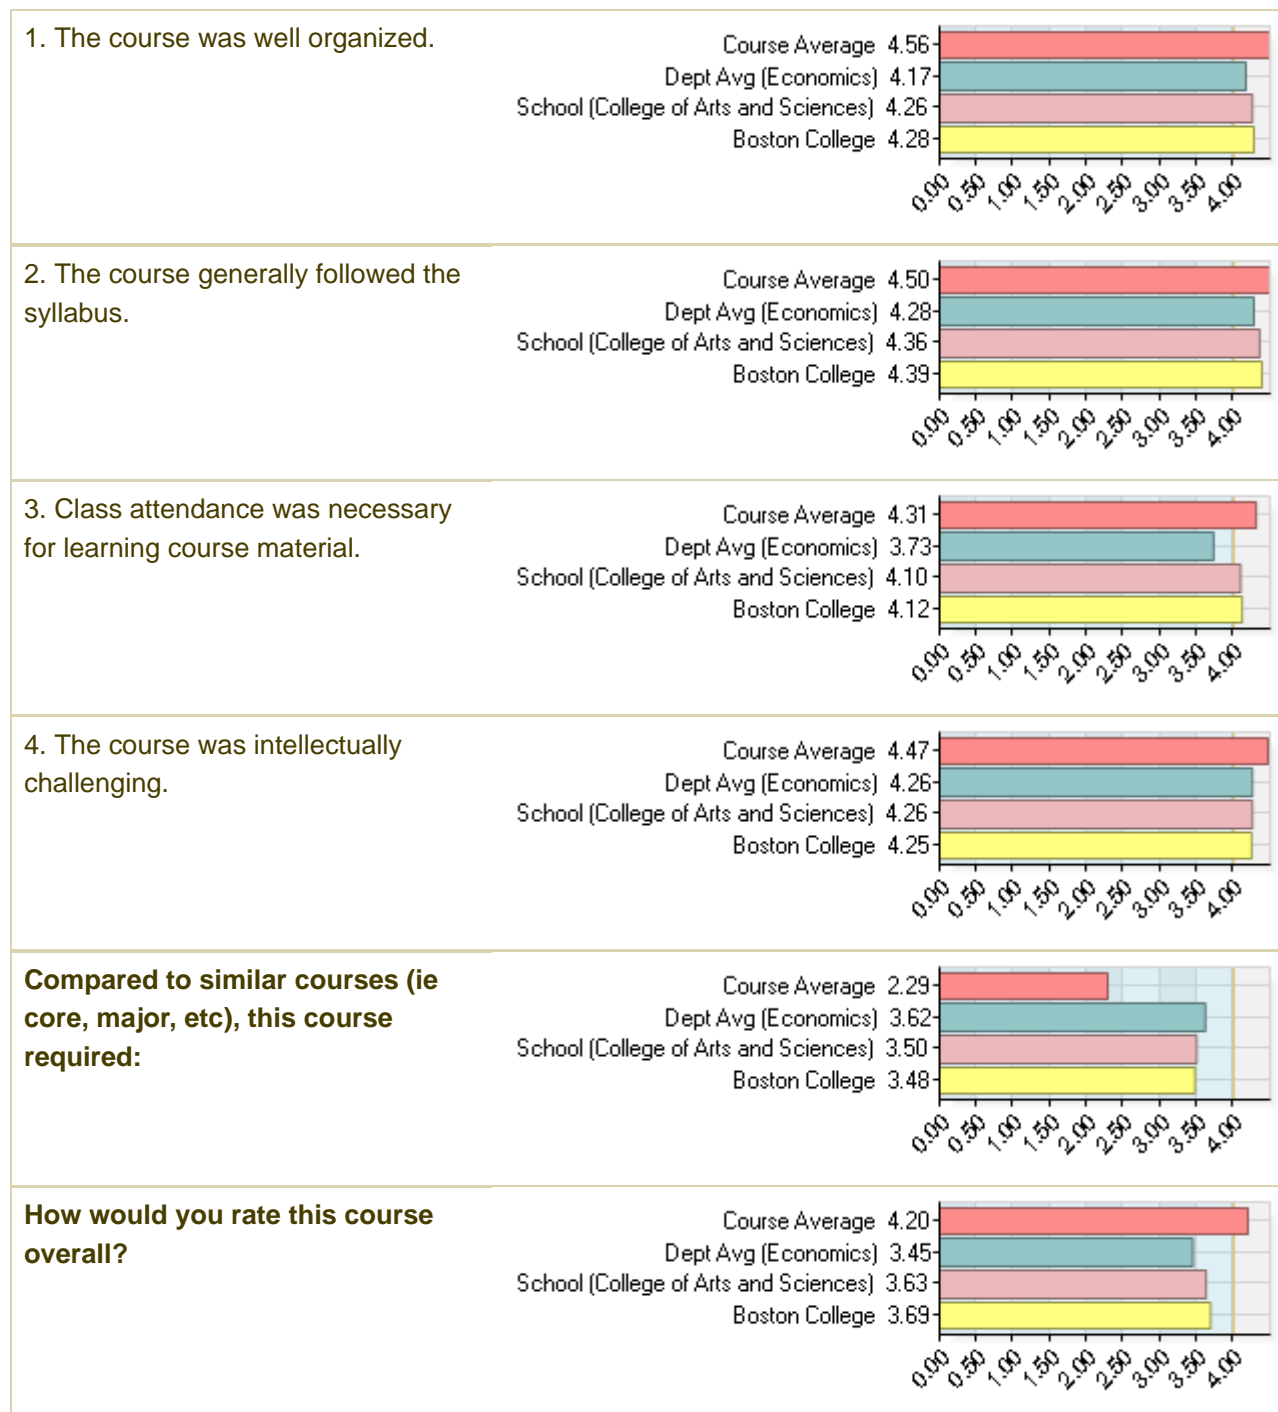 1. The course was well organized.
Course Average 4.56
Dept Avg (Economics) 4.17
School (College of Arts and Sciences) 4.26
Boston College 4.28
0.00 0.50 1.00 1.50 2.00 2.50 3.00 3.50 4.00
2. The course generally followed the
syllabus.
Course Average 4.50
Dept Avg (Economics) 4.28
School (College of Arts and Sciences) 4.36
Boston College 4.39
0.00 0.50 1.00 1.50 2.00 2.50 3.00 3.50 4.00
3. Class attendance was necessary
for learning course material.
Course Average 4.31
Dept Avg (Economics) 3.73
School (College of Arts and Sciences) 4.10
Boston College 4.12
0.00 0.50 1.00 1.50 2.00 2.50 3.00 3.50 4.00
4. The course was intellectually
challenging.
Course Average 4.47
Dept Avg (Economics) 4.26
School (College of Arts and Sciences) 4.26
Boston College 4.25
0.00 0.50 1.00 1.50 2.00 2.50 3.00 3.50 4.00
Compared to similar courses (ie
core, major, etc), this course
required:
Course Average 2.29
Dept Avg (Economics) 3.62
School (College of Arts and Sciences) 3.50
Boston College 3.48
0.00 0.50 1.00 1.50 2.00 2.50 3.00 3.50 4.00
How would you rate this course
overall?
Course Average 4.20
Dept Avg (Economics) 3.45
School (College of Arts and Sciences) 3.63
Boston College 3.69
0.00 0.50 1.00 1.50 2.00 2.50 3.00 3.50 4.00